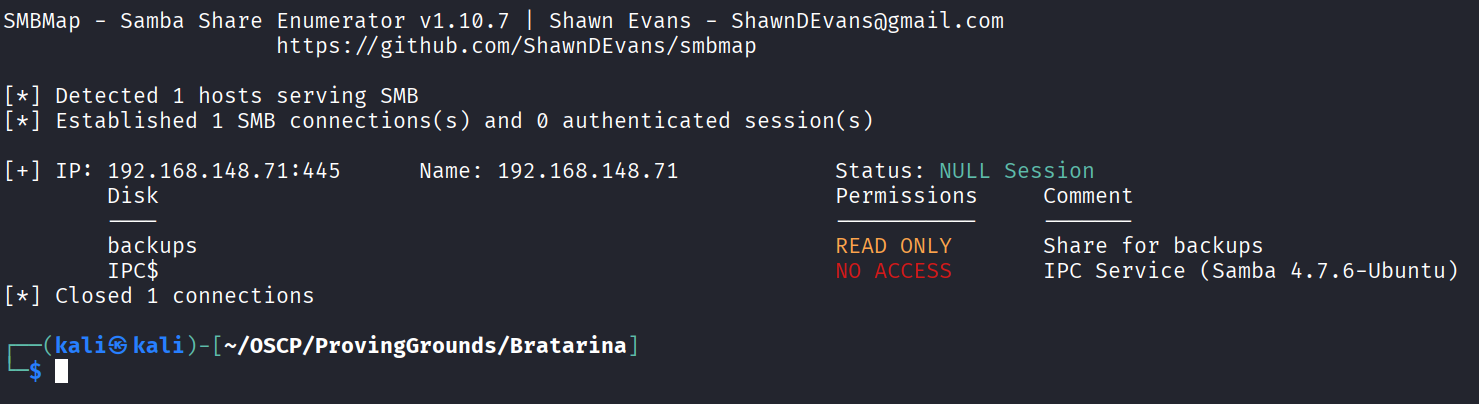 SMBMap - Samba Share Enumerator v1.10.7 | Shawn Evans - ShawnDEvans@gmail.com
https://github.com/ShawnDEvans/smbmap
[*] Detected 1 hosts serving SMB
[*] Established 1 SMB connections(s) and 0 authenticated session(s)
[+] IP: 192.168.148.71:445 Name: 192.168.148.71 Status: NULL Session
Disk Permissions Comment
---- ----------- -------
backups READ ONLY Share for backups
IPC$ NO ACCESS IPC Service (Samba 4.7.6-Ubuntu)
[*] Closed 1 connections
┌──(kali㉿kali)-[~/OSCP/ProvingGrounds/Bratarina]
└─$